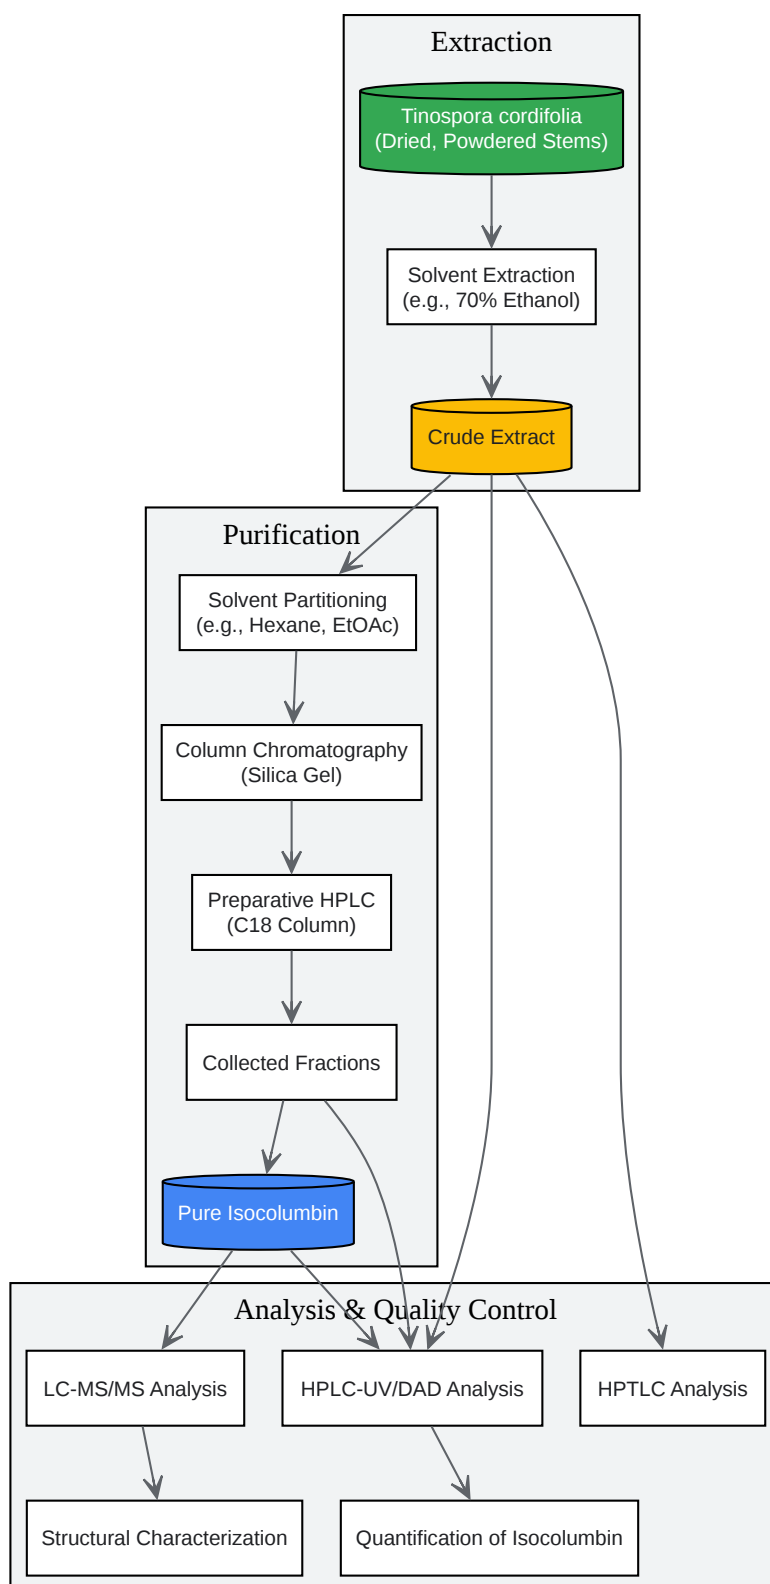 Extraction
Tinospora cordifolia
(Dried, Powdered Stems)
Solvent Extraction
(e.g., 70% Ethanol)
Crude Extract
Purification
Solvent Partitioning
(e.g., Hexane, EtOAc)
Column Chromatography
(Silica Gel)
Preparative HPLC
(C18 Column)
Collected Fractions
Pure Isocolumbin
Analysis & Quality Control
LC-MS/MS Analysis
HPLC-UV/DAD Analysis
HPTLC Analysis
Structural Characterization
Quantification of Isocolumbin